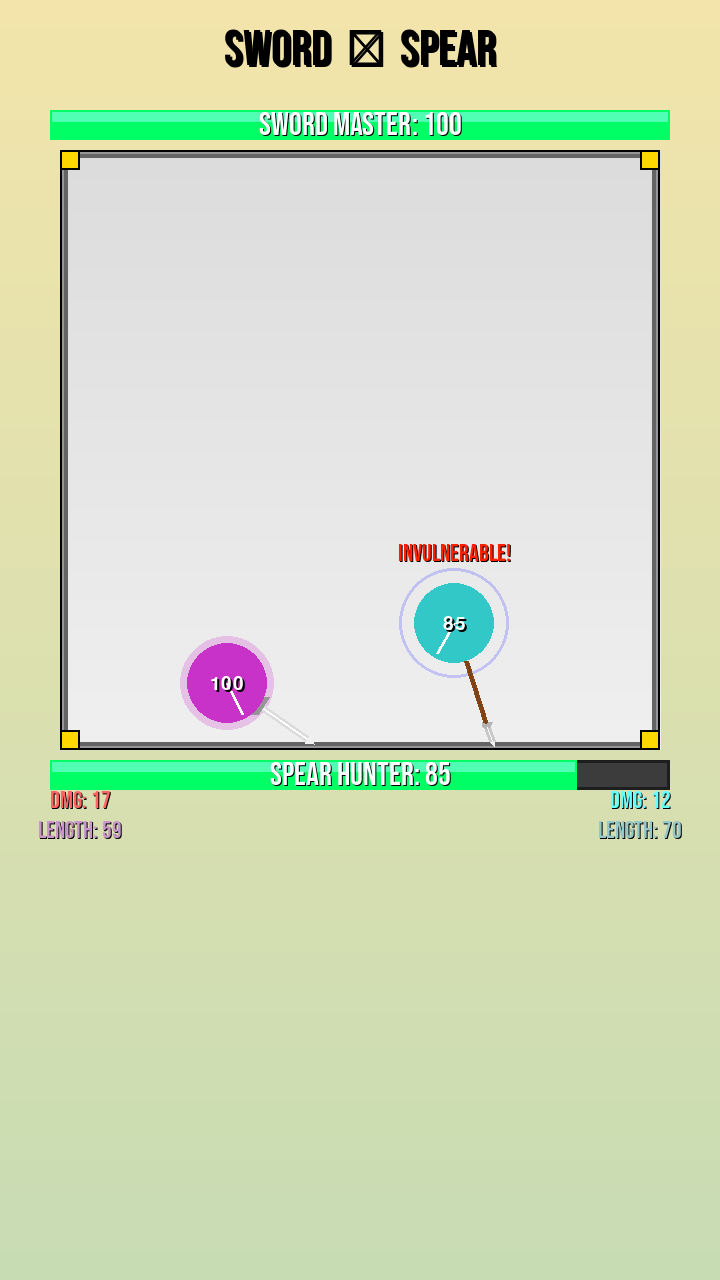 SWORD ⚔ SPEAR
SWORD MASTER: 100
INVULNERABLE!
85
100
SPEAR HUNTER: 85
DMG: 17
DMG: 12
LENGTH: 59
LENGTH: 70